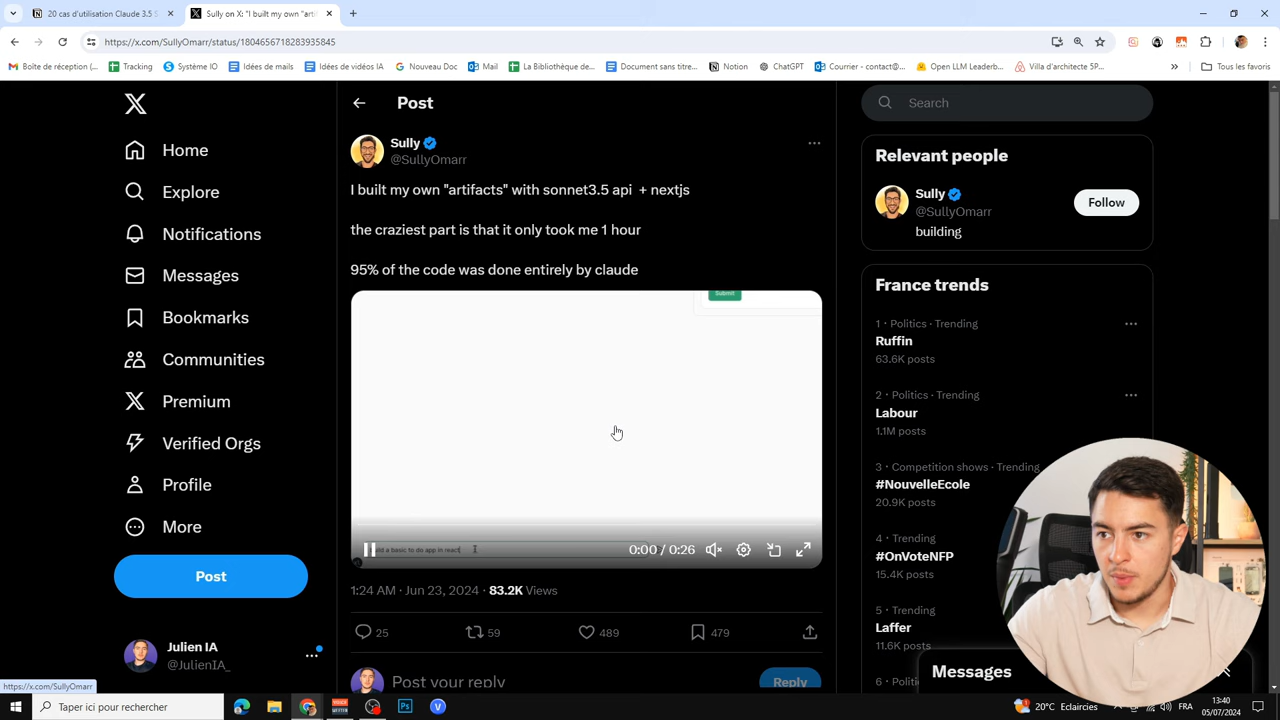 20 cas d'utilisation Claude 3.5 S
Sully on X: "I built my own "arti
https://x.com/SullyOmarr/status/1804656718283935845
Boîte de réception (...
Tracking
Système IO
Idées de mails
Idées de vidéos IA
Nouveau Doc
Mail
La Bibliothèque de...
Document sans titre...
Notion
ChatGPT
Courrier - contact@...
Open LLM Leaderb...
Villa d'architecte 5P...
Tous les favoris
Home
Explore
Notifications
Messages
Bookmarks
Communities
Premium
Verified Orgs
Profile
More
Post
Julien IA
@JulienIA_
Post
Sully
@SullyOmarr
I built my own "artifacts" with sonnet3.5 api + nextjs
the craziest part is that it only took me 1 hour
95% of the code was done entirely by claude
Submit
a basic to do app in react
0:00 / 0:26
1:24 AM · Jun 23, 2024 · 83.2K Views
25
59
489
479
Post your reply
Reply
Search
Relevant people
Sully
@SullyOmarr
Follow
building
France trends
1 · Politics · Trending
Ruffin
63.6K posts
2 · Politics · Trending
Labour
1.1M posts
3 · Competition shows · Trending
#NouvelleEcole
20.9K posts
4 · Trending
#OnVoteNFP
15.4K posts
5 · Trending
Laffer
11.6K posts
Messages
https://x.com/SullyOmarr
Taper ici pour rechercher
20°C Eclaircies
FRA
13:40
05/07/2024